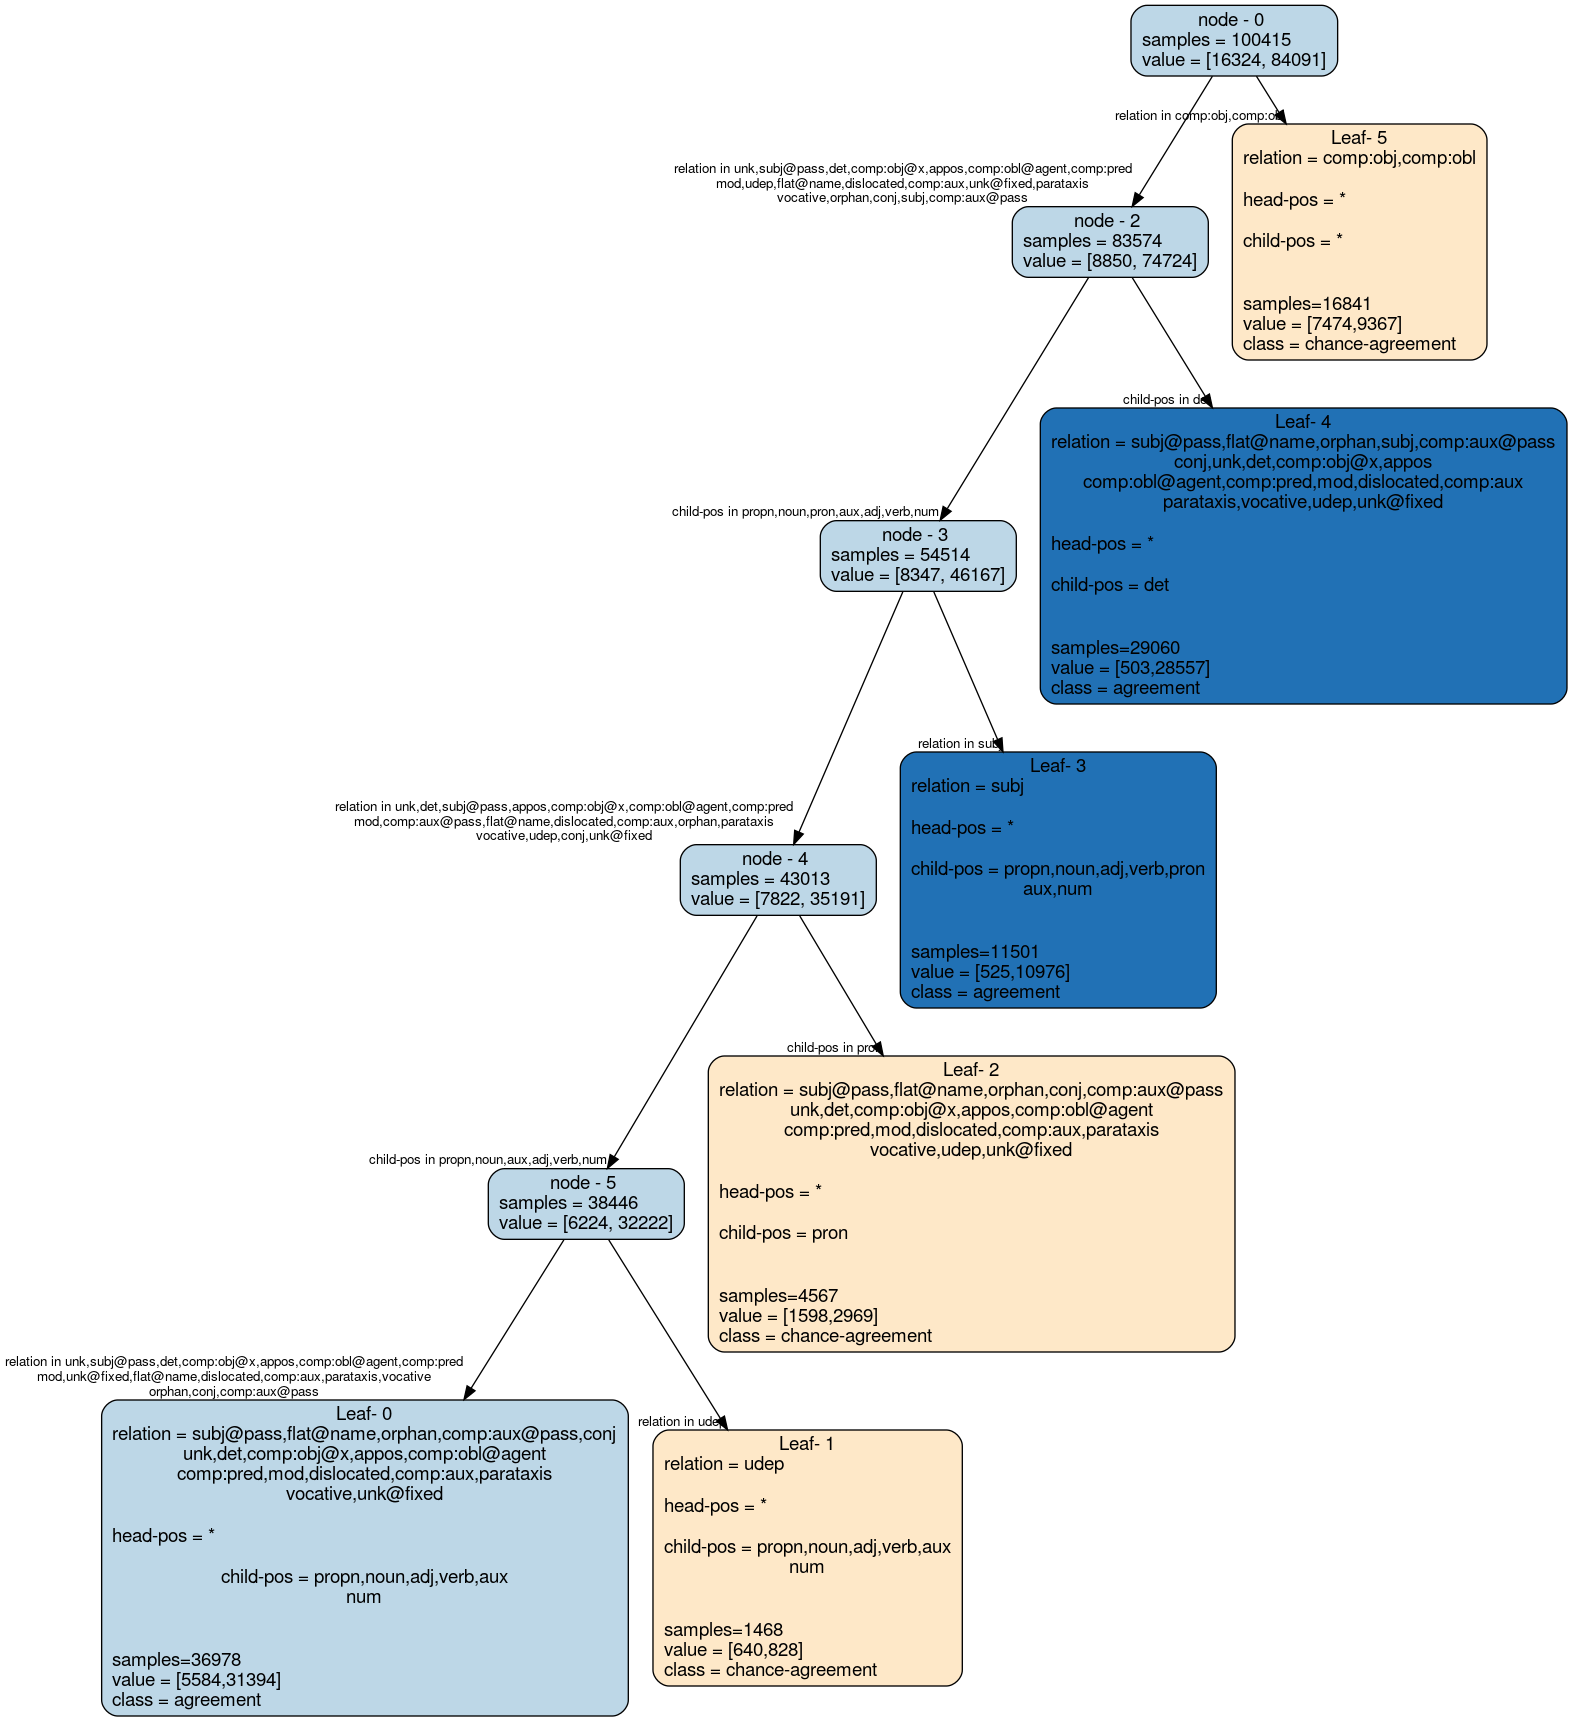 node - 0
samples = 100415
value = [16324, 84091]
relation in comp:obj,comp:obl
Leaf- 5
relation = comp:obj,comp:obl
head-pos = *
child-pos = *
samples=16841
value = [7474,9367]
class = chance-agreement
relation in unk,subj@pass,det,comp:obj@x,appos,comp:obl@agent,comp:pred
mod,udep,flat@name,dislocated,comp:aux,unk@fixed,parataxis
vocative,orphan,conj,subj,comp:aux@pass
node - 2
samples = 83574
value = [8850, 74724]
child-pos in det
Leaf- 4
relation = subj@pass,flat@name,orphan,subj,comp:aux@pass
conj,unk,det,comp:obj@x,appos
comp:obl@agent,comp:pred,mod,dislocated,comp:aux
parataxis,vocative,udep,unk@fixed
head-pos = *
child-pos = det
samples=29060
value = [503,28557]
class = agreement
child-pos in propn,noun,pron,aux,adj,verb,num
node - 3
samples = 54514
value = [8347, 46167]
relation in subj
Leaf- 3
relation = subj
head-pos = *
child-pos = propn,noun,adj,verb,pron
aux,num
samples=11501
value = [525,10976]
class = agreement
relation in unk,det,subj@pass,appos,comp:obj@x,comp:obl@agent,comp:pred
mod,comp:aux@pass,flat@name,dislocated,comp:aux,orphan,parataxis
vocative,udep,conj,unk@fixed
node - 4
samples = 43013
value = [7822, 35191]
child-pos in pron
Leaf- 2
relation = subj@pass,flat@name,orphan,conj,comp:aux@pass
unk,det,comp:obj@x,appos,comp:obl@agent
comp:pred,mod,dislocated,comp:aux,parataxis
vocative,udep,unk@fixed
head-pos = *
child-pos = pron
samples=4567
value = [1598,2969]
class = chance-agreement
child-pos in propn,noun,aux,adj,verb,num
node - 5
samples = 38446
value = [6224, 32222]
relation in unk,subj@pass,det,comp:obj@x,appos,comp:obl@agent,comp:pred
mod,unk@fixed,flat@name,dislocated,comp:aux,parataxis,vocative
orphan,conj,comp:aux@pass
Leaf- 0
relation = subj@pass,flat@name,orphan,comp:aux@pass,conj
unk,det,comp:obj@x,appos,comp:obl@agent
comp:pred,mod,dislocated,comp:aux,parataxis
vocative,unk@fixed
head-pos = *
child-pos = propn,noun,adj,verb,aux
num
samples=36978
value = [5584,31394]
class = agreement
relation in udep
Leaf- 1
relation = udep
head-pos = *
child-pos = propn,noun,adj,verb,aux
num
samples=1468
value = [640,828]
class = chance-agreement